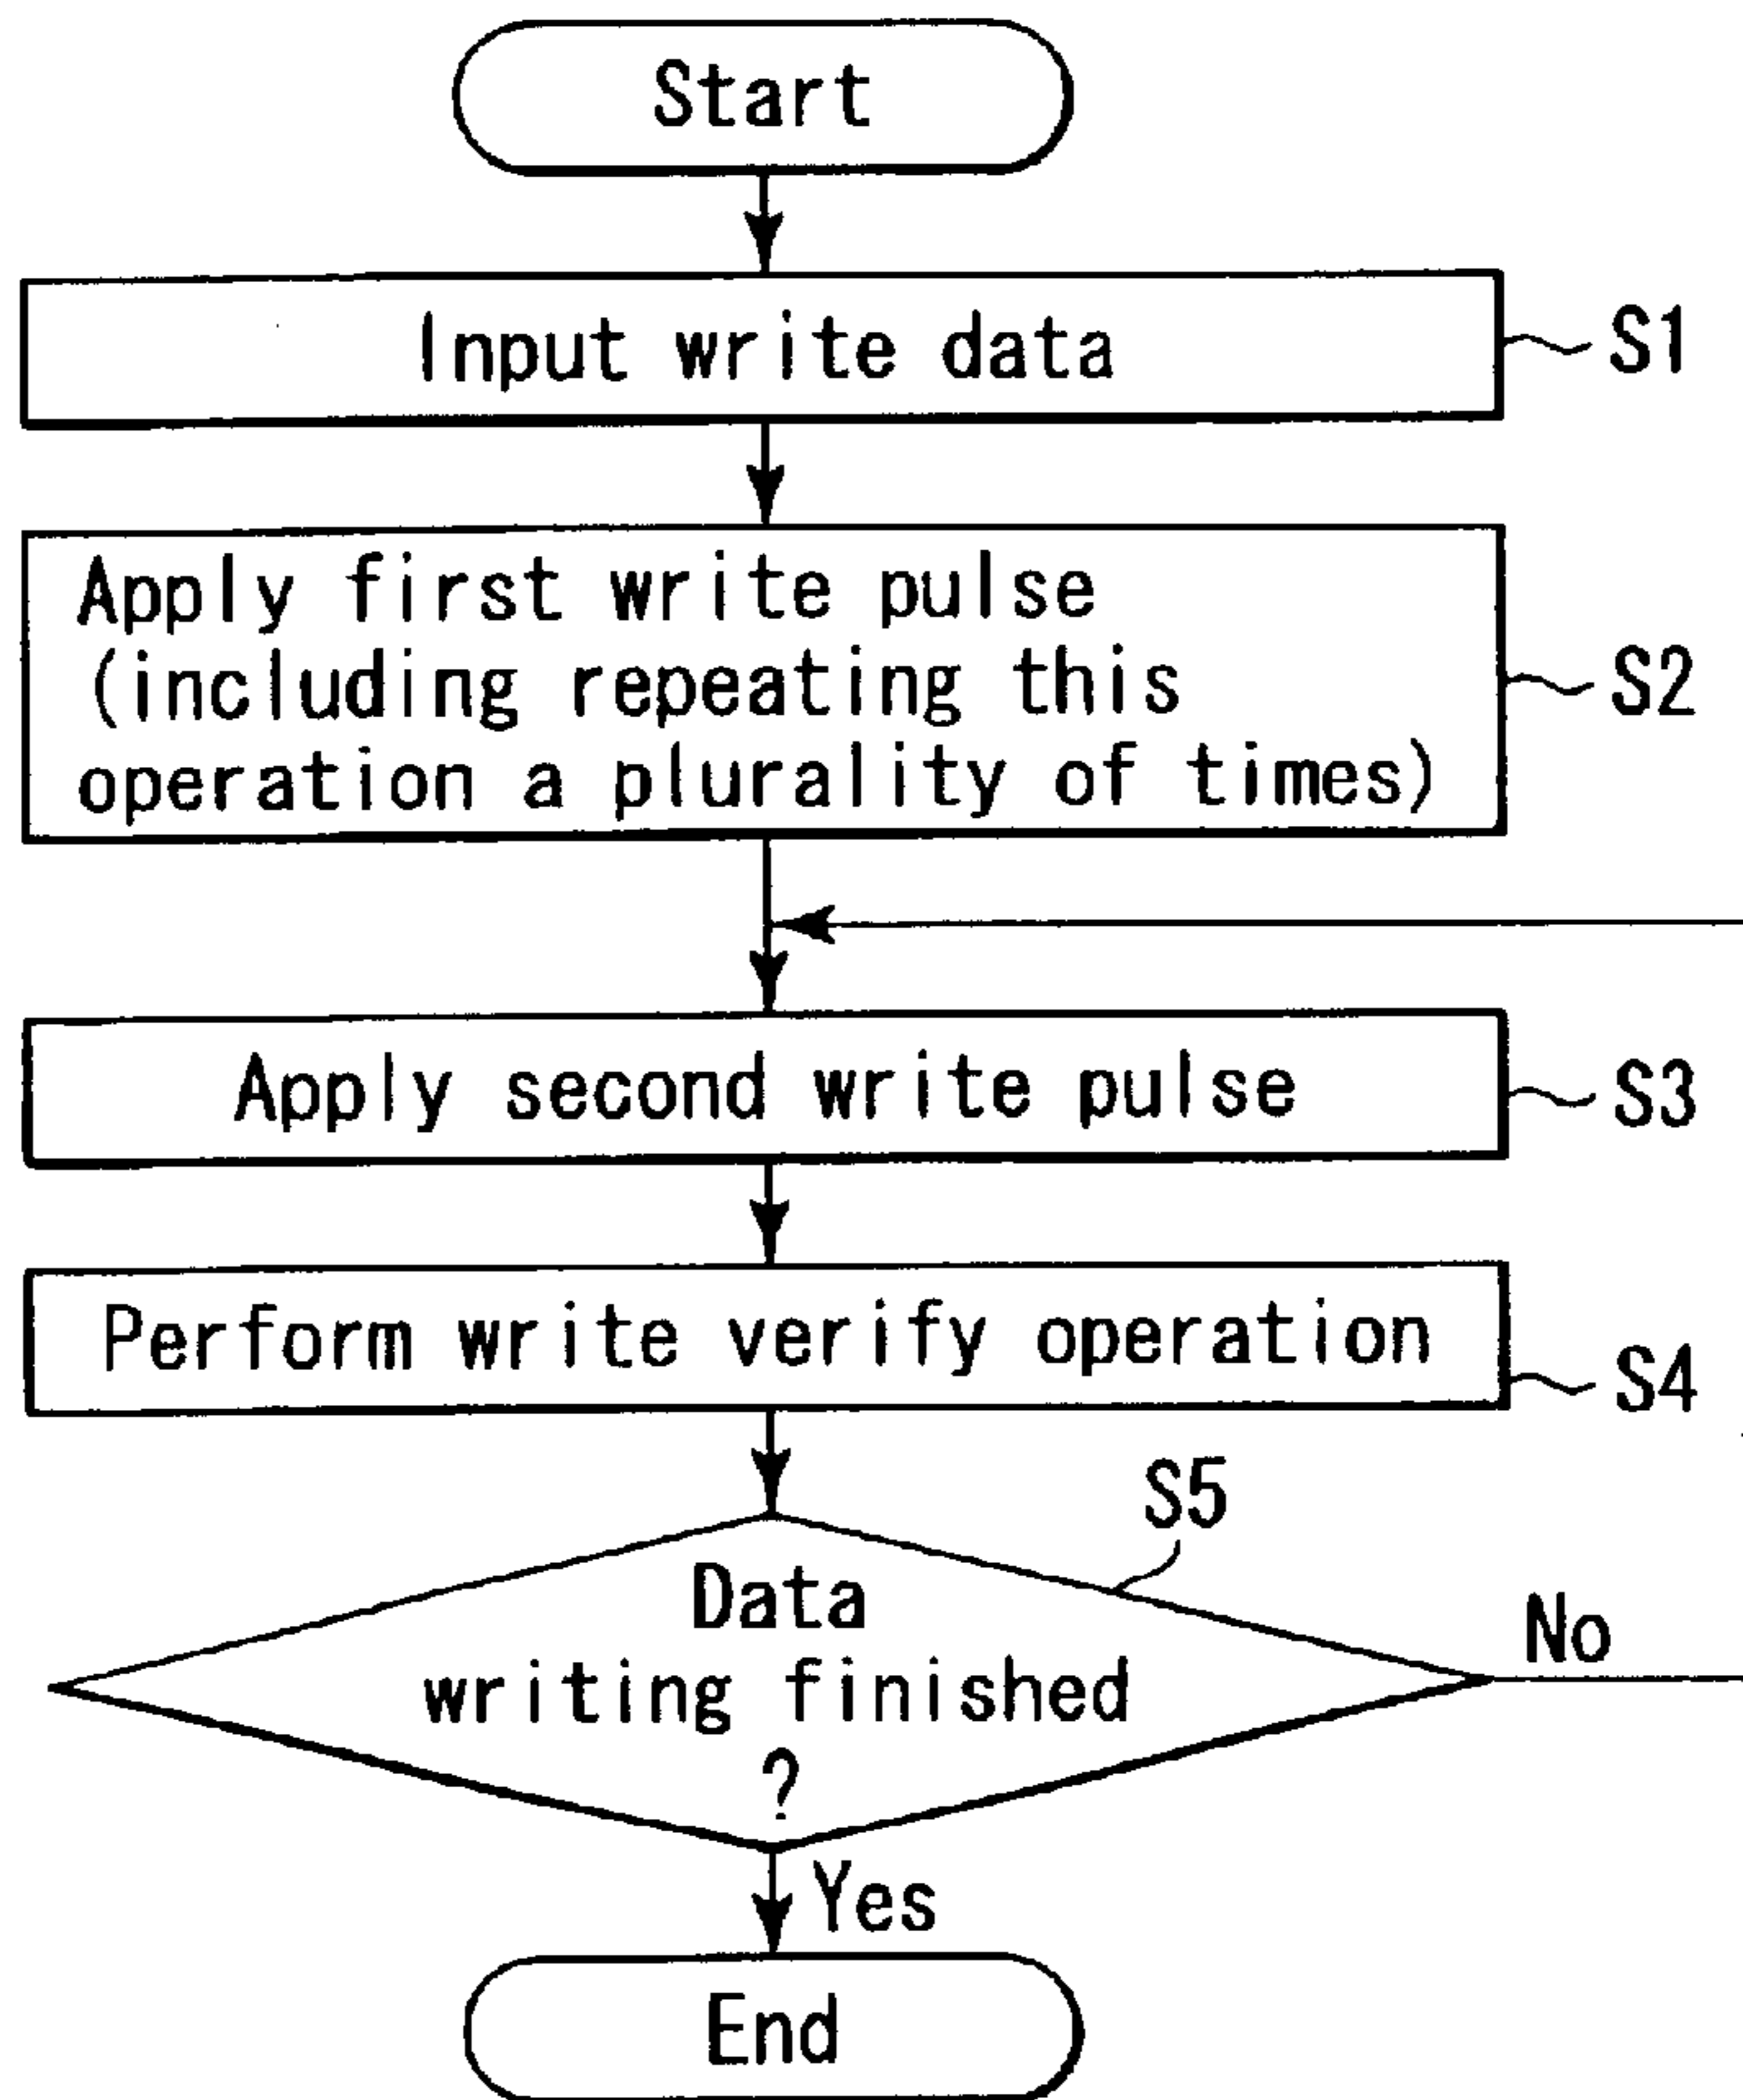 Start
Input write data
S1
Apply first write pulse
(including repeating this
operation a plurality of times)
S2
Apply second write pulse
S3
Perform write verify operation
S4
S5
Data
writing finished
?
No
Yes
End